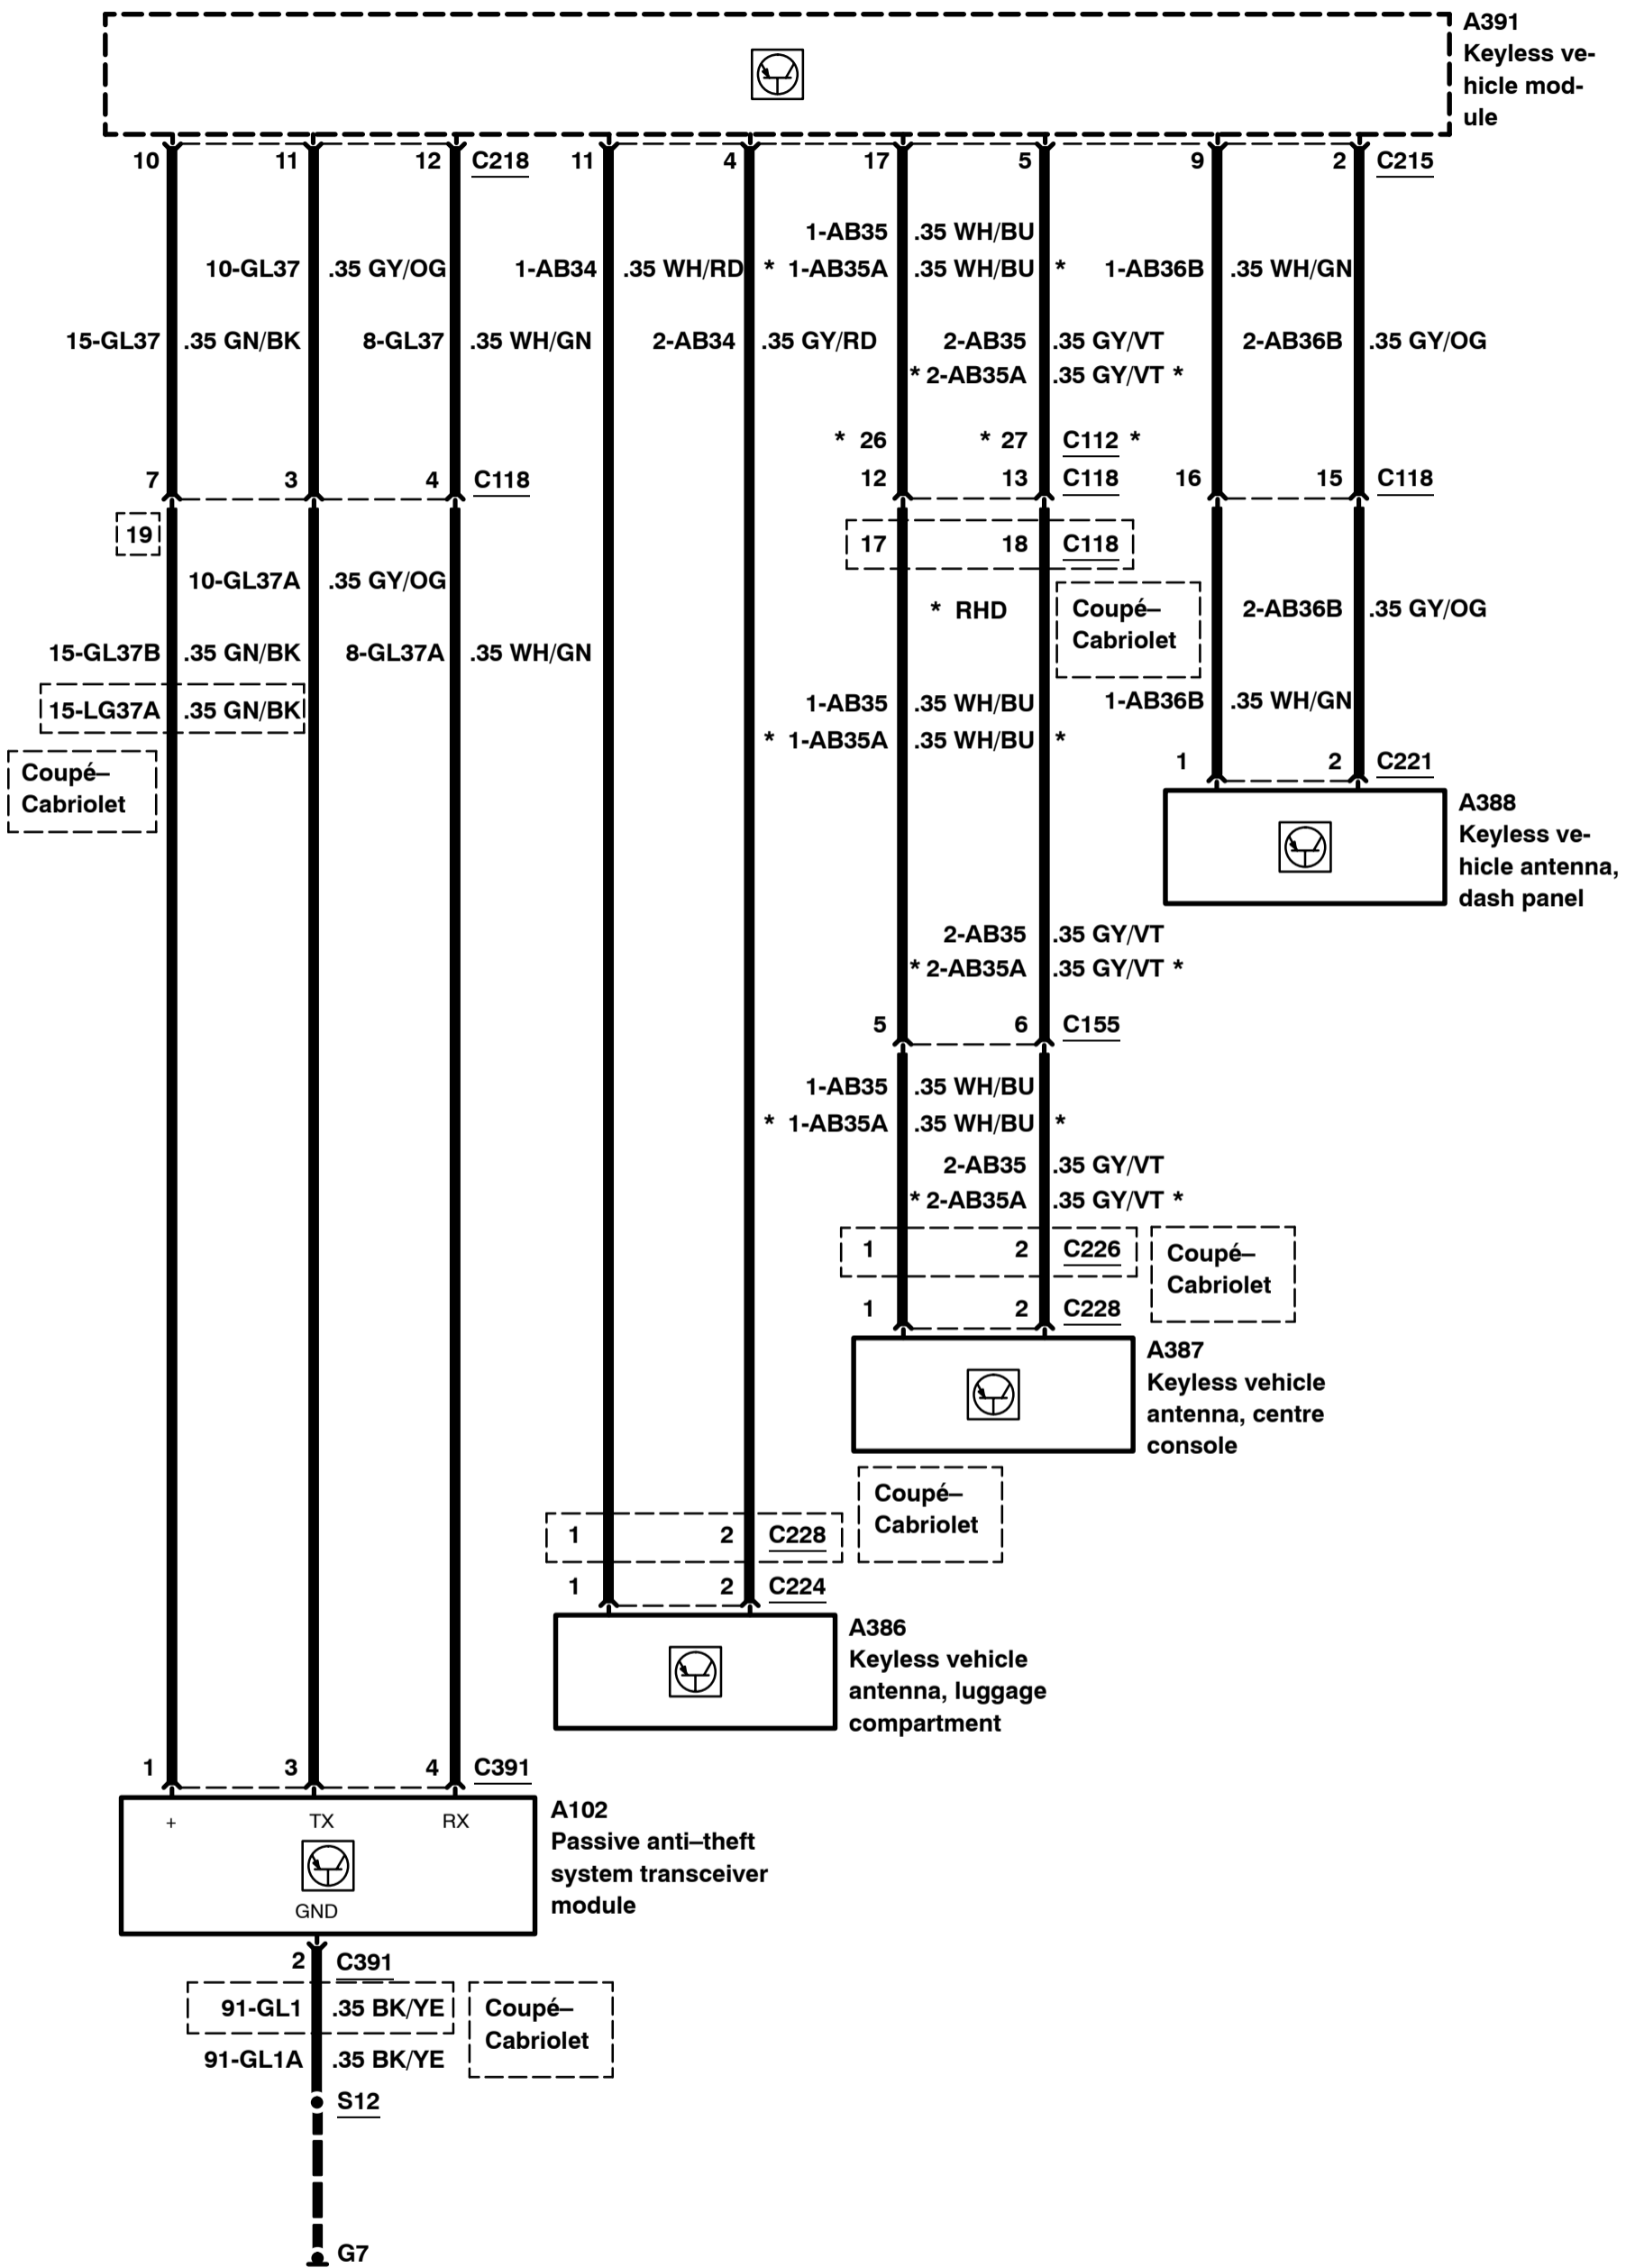 A391
Keyless ve-
hicle mod-
ule
10 11 12 C218 11 4 17 5 9 2 C215
1-AB35 .35 WH/BU
10-GL37 .35 GY/OG 1-AB34 .35 WH/RD * 1-AB35A .35 WH/BU * 1-AB36B .35 WH/GN
15-GL37 .35 GN/BK 8-GL37 .35 WH/GN 2-AB34 .35 GY/RD 2-AB35 .35 GY/VT 2-AB36B .35 GY/OG
* 2-AB35A .35 GY/VT *
* 26 * 27 C112 *
7 3 4 C118 12 13 C118 16 15 C118
19 17 18 C118
10-GL37A .35 GY/OG
* RHD
Coupé–
Cabriolet
2-AB36B .35 GY/OG
15-GL37B .35 GN/BK 8-GL37A .35 WH/GN
15-LG37A .35 GN/BK
1-AB35 .35 WH/BU 1-AB36B .35 WH/GN
* 1-AB35A .35 WH/BU *
Coupé–
Cabriolet
1 2 C221
A388
Keyless ve-
hicle antenna,
dash panel
2-AB35 .35 GY/VT
* 2-AB35A .35 GY/VT *
5 6 C155
1-AB35 .35 WH/BU
* 1-AB35A .35 WH/BU *
2-AB35 .35 GY/VT
* 2-AB35A .35 GY/VT *
1 2 C226
Coupé–
Cabriolet
1 2 C228
A387
Keyless vehicle
antenna, centre
console
Coupé–
Cabriolet
1 2 C228
1 2 C224
A386
Keyless vehicle
antenna, luggage
compartment
1 3 4 C391
+ TX RX
GND
A102
Passive anti–theft
system transceiver
module
2 C391
91-GL1 .35 BK/YE
Coupé–
Cabriolet
91-GL1A .35 BK/YE
S12
G7